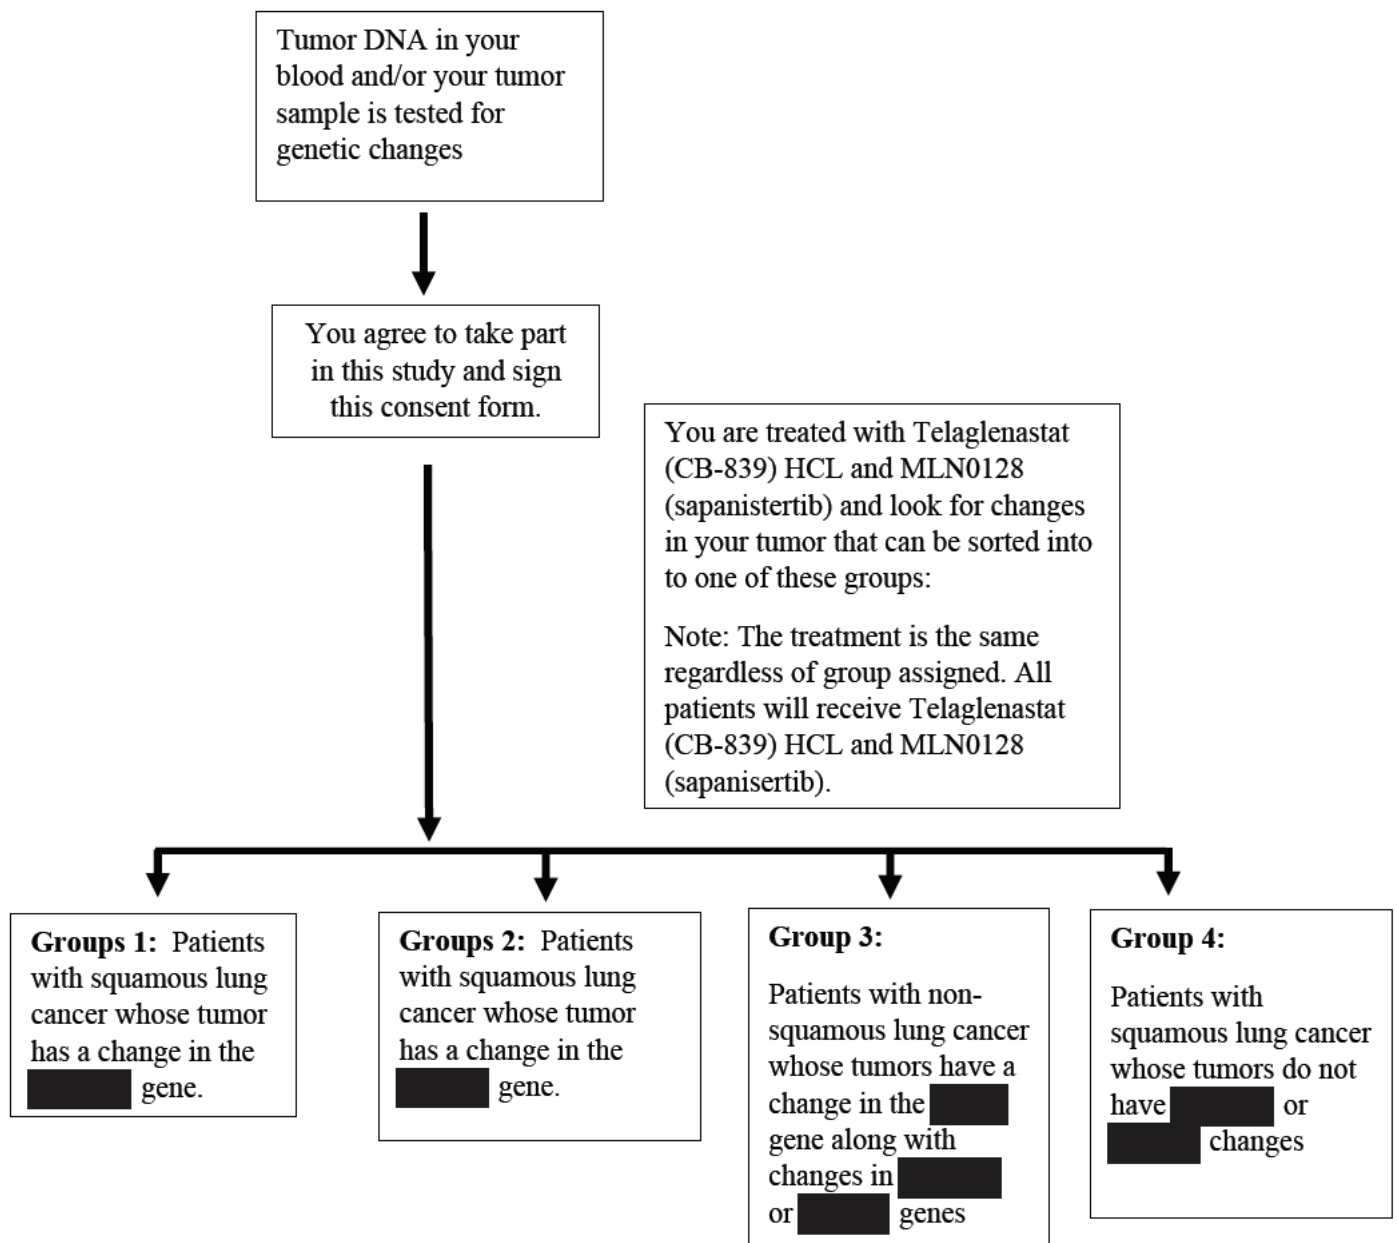 Tumor DNA in your
blood and/or your tumor
sample is tested for
genetic changes
You agree to take part
in this study and sign
this consent form.
You are treated with Telaglenastat
(CB-839) HCL and MLN0128
(sapanistertib) and look for changes
in your tumor that can be sorted into
to one of these groups:
Note: The treatment is the same
regardless of group assigned. All
patients will receive Telaglenastat
(CB-839) HCL and MLN0128
(sapanisertib).
Groups 1: Patients
with squamous lung
cancer whose tumor
has a change in the
gene.
Groups 2: Patients
with squamous lung
cancer whose tumor
has a change in the
gene.
Group 3:
Patients with non-
squamous lung cancer
whose tumors have a
change in the
gene along with
changes in
or genes
Group 4:
Patients with
squamous lung cancer
whose tumors do not
have or
changes